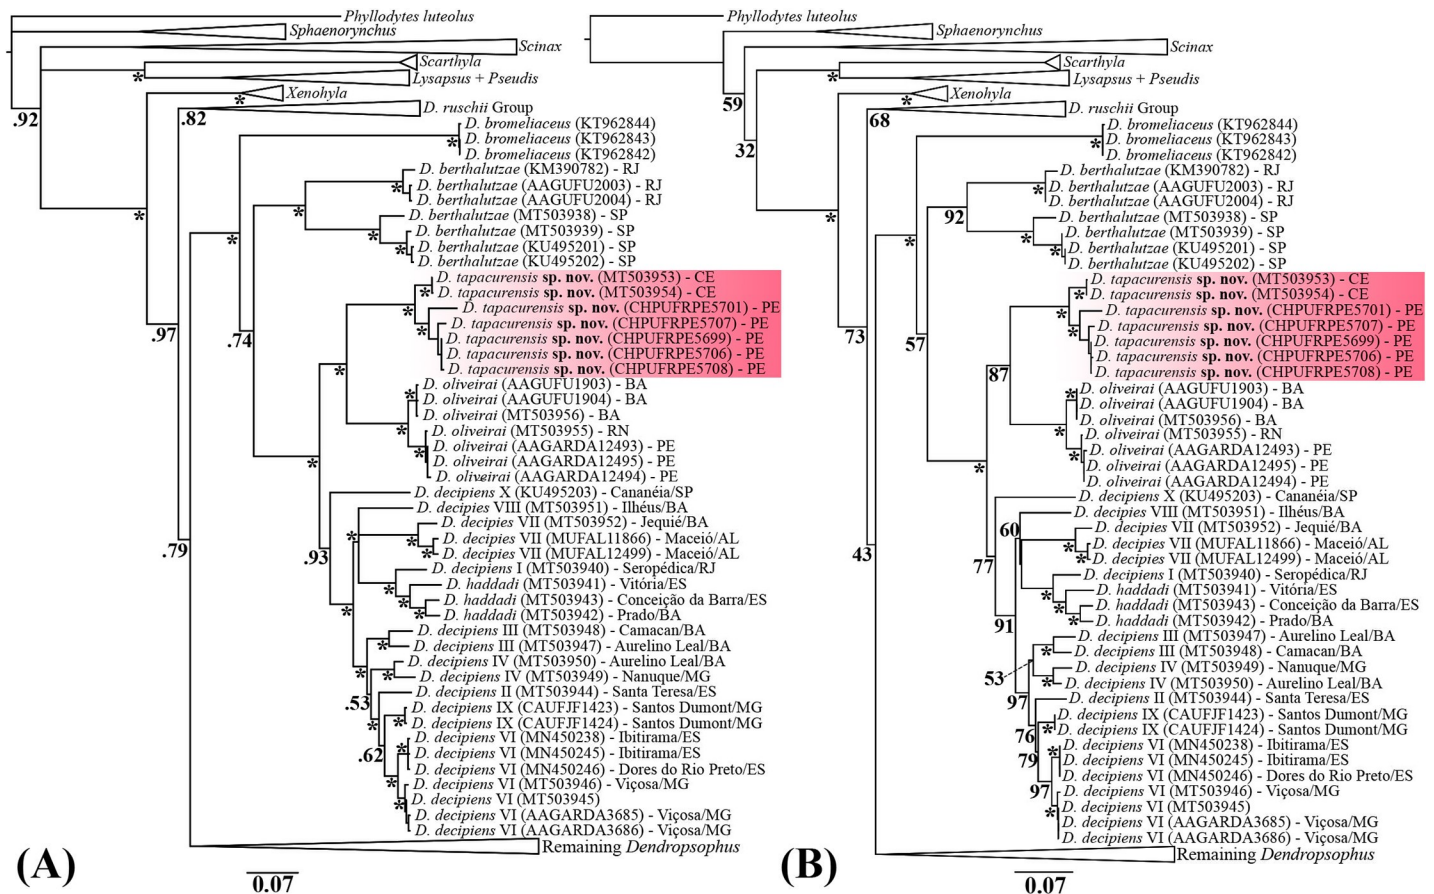 Phyllodytes luteolus
Sphaenorynchus
Scinax
Scarthyla
*
Lysapsus + Pseudis
Xenohyla
*
.92
.82
D. ruschii Group
D. bromeliaceus (KT962844)
D. bromeliaceus (KT962843)
*
D. bromeliaceus (KT962842)
D. berthalutzae (KM390782) - RJ
D. berthalutzae (AAGUFU2003) - RJ
*
D. berthalutzae (AAGUFU2004) - RJ
*
*
D. berthalutzae (MT503938) - SP
D. berthalutzae (MT503939) - SP
*
*
D. berthalutzae (KU495201) - SP
*
D. berthalutzae (KU495202) - SP
D. tapacurensis sp. nov. (MT503953) - CE
*
D. tapacurensis sp. nov. (MT503954) - CE
D. tapacurensis sp. nov. (CHPUFRPE5701) - PE
*
D. tapacurensis sp. nov. (CHPUFRPE5707) - PE
*
.97
.74
D. tapacurensis sp. nov. (CHPUFRPE5699) - PE
*
D. tapacurensis sp. nov. (CHPUFRPE5706) - PE
D. tapacurensis sp. nov. (CHPUFRPE5708) - PE
*
D. oliveirai (AAGUFU1903) - BA
*
D. oliveirai (AAGUFU1904) - BA
D. oliveirai (MT503956) - BA
*
D. oliveirai (MT503955) - RN
D. oliveirai (AAGARDA12493) - PE
*
D. oliveirai (AAGARDA12495) - PE
*
D. oliveirai (AAGARDA12494) - PE
D. decipiens X (KU495203) - Cananéia/SP
D. decipies VIII (MT503951) - Ilhéus/BA
D. decipies VII (MT503952) - Jequié/BA
*
*
D. decipies VII (MUFAL11866) - Maceió/AL
.79
.93
*
D. decipies VII (MUFAL12499) - Maceió/AL
D. decipiens I (MT503940) - Seropédica/RJ
*
D. haddadi (MT503941) - Vitória/ES
*
D. haddadi (MT503943) - Conceição da Barra/ES
*
*
D. haddadi (MT503942) - Prado/BA
D. decipiens III (MT503948) - Camacan/BA
*
D. decipiens III (MT503947) - Aurelino Leal/BA
D. decipiens IV (MT503950) - Aurelino Leal/BA
*
*
D. decipiens IV (MT503949) - Nanuque/MG
D. decipiens II (MT503944) - Santa Teresa/ES
.53
D. decipiens IX (CAUFJF1423) - Santos Dumont/MG
*
*
D. decipiens IX (CAUFJF1424) - Santos Dumont/MG
D. decipiens VI (MN450238) - Ibitirama/ES
*
.62
D. decipiens VI (MN450245) - Ibitirama/ES
D. decipiens VI (MN450246) - Dores do Rio Preto/ES
*
D. decipiens VI (MT503946) - Viçosa/MG
*
D. decipiens VI (MT503945)
D. decipiens VI (AAGARDA3685) - Viçosa/MG
D. decipiens VI (AAGARDA3686) - Viçosa/MG
Remaining Dendropsophus
(A)
0.07
Phyllodytes luteolus
Sphaenorynchus
Scinax
Scarthyla
*
Lysapsus + Pseudis
Xenohyla
*
59
D. ruschii Group
68
D. bromeliaceus (KT962844)
D. bromeliaceus (KT962843)
*
32
D. bromeliaceus (KT962842)
D. berthalutzae (KM390782) - RJ
D. berthalutzae (AAGUFU2003) - RJ
*
D. berthalutzae (AAGUFU2004) - RJ
92
*
D. berthalutzae (MT503938) - SP
D. berthalutzae (MT503939) - SP
*
*
D. berthalutzae (KU495201) - SP
*
D. berthalutzae (KU495202) - SP
D. tapacurensis sp. nov. (MT503953) - CE
*
D. tapacurensis sp. nov. (MT503954) - CE
*
D. tapacurensis sp. nov. (CHPUFRPE5701) - PE
D. tapacurensis sp. nov. (CHPUFRPE5707) - PE
*
73
57
D. tapacurensis sp. nov. (CHPUFRPE5699) - PE
*
D. tapacurensis sp. nov. (CHPUFRPE5706) - PE
D. tapacurensis sp. nov. (CHPUFRPE5708) - PE
87
D. oliveirai (AAGUFU1903) - BA
*
D. oliveirai (AAGUFU1904) - BA
D. oliveirai (MT503956) - BA
*
D. oliveirai (MT503955) - RN
D. oliveirai (AAGARDA12493) - PE
*
D. oliveirai (AAGARDA12495) - PE
*
D. oliveirai (AAGARDA12494) - PE
D. decipiens X (KU495203) - Cananéia/SP
D. decipies VIII (MT503951) - Ilhéus/BA
60
D. decipies VII (MT503952) - Jequié/BA
*
D. decipies VII (MUFAL11866) - Maceió/AL
*
43
77
D. decipies VII (MUFAL12499) - Maceió/AL
D. decipiens I (MT503940) - Seropédica/RJ
*
D. haddadi (MT503941) - Vitória/ES
*
D. haddadi (MT503943) - Conceição da Barra/ES
*
91
D. haddadi (MT503942) - Prado/BA
D. decipiens III (MT503947) - Aurelino Leal/BA
*
D. decipiens III (MT503948) - Camacan/BA
D. decipiens IV (MT503949) - Nanuque/MG
*
53
D. decipiens IV (MT503950) - Aurelino Leal/BA
97
D. decipiens II (MT503944) - Santa Teresa/ES
D. decipiens IX (CAUFJF1423) - Santos Dumont/MG
*
76
D. decipiens IX (CAUFJF1424) - Santos Dumont/MG
D. decipiens VI (MN450238) - Ibitirama/ES
*
79
D. decipiens VI (MN450245) - Ibitirama/ES
D. decipiens VI (MN450246) - Dores do Rio Preto/ES
97
D. decipiens VI (MT503946) - Viçosa/MG
*
D. decipiens VI (MT503945)
D. decipiens VI (AAGARDA3685) - Viçosa/MG
D. decipiens VI (AAGARDA3686) - Viçosa/MG
Remaining Dendropsophus
(B)
0.07